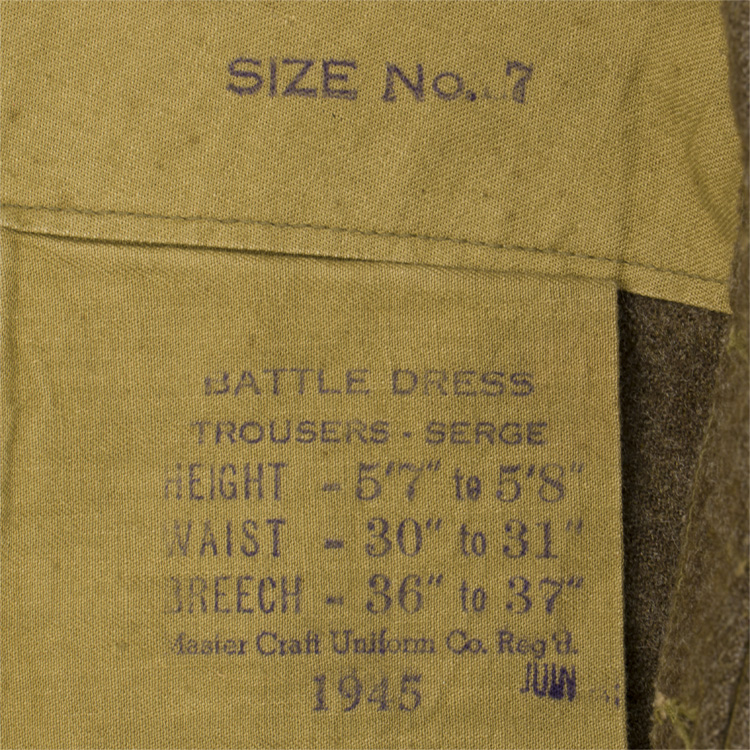 SIZE No. 7
BATTLE DRESS
TROUSERS - SERGE
HEIGHT - 5'7" to 5'8"
WAIST - 30" to 31"
BREECH - 36" to 37"
Master Craft Uniform Co. Reg'd.
1945 JUIN